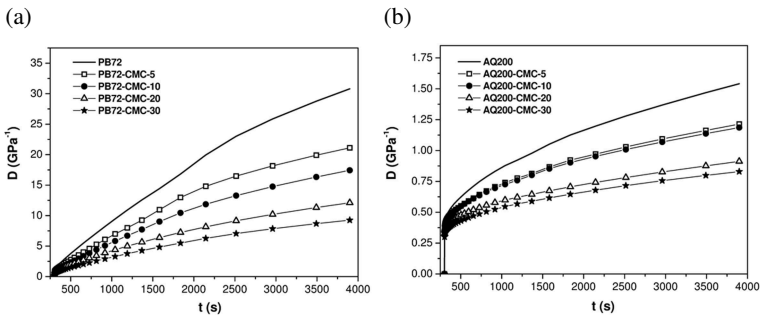 (a)
PB72
PB72-CMC-5
PB72-CMC-10
PB72-CMC-20
PB72-CMC-30
D (GPa⁻¹)
35
30
25
20
15
10
5
0
500 1000 1500 2000 2500 3000 3500 4000
t (s)
(b)
AQ200
AQ200-CMC-5
AQ200-CMC-10
AQ200-CMC-20
AQ200-CMC-30
D (GPa⁻¹)
1.75
1.50
1.25
1.00
0.75
0.50
0.25
0.00
500 1000 1500 2000 2500 3000 3500 4000
t (s)